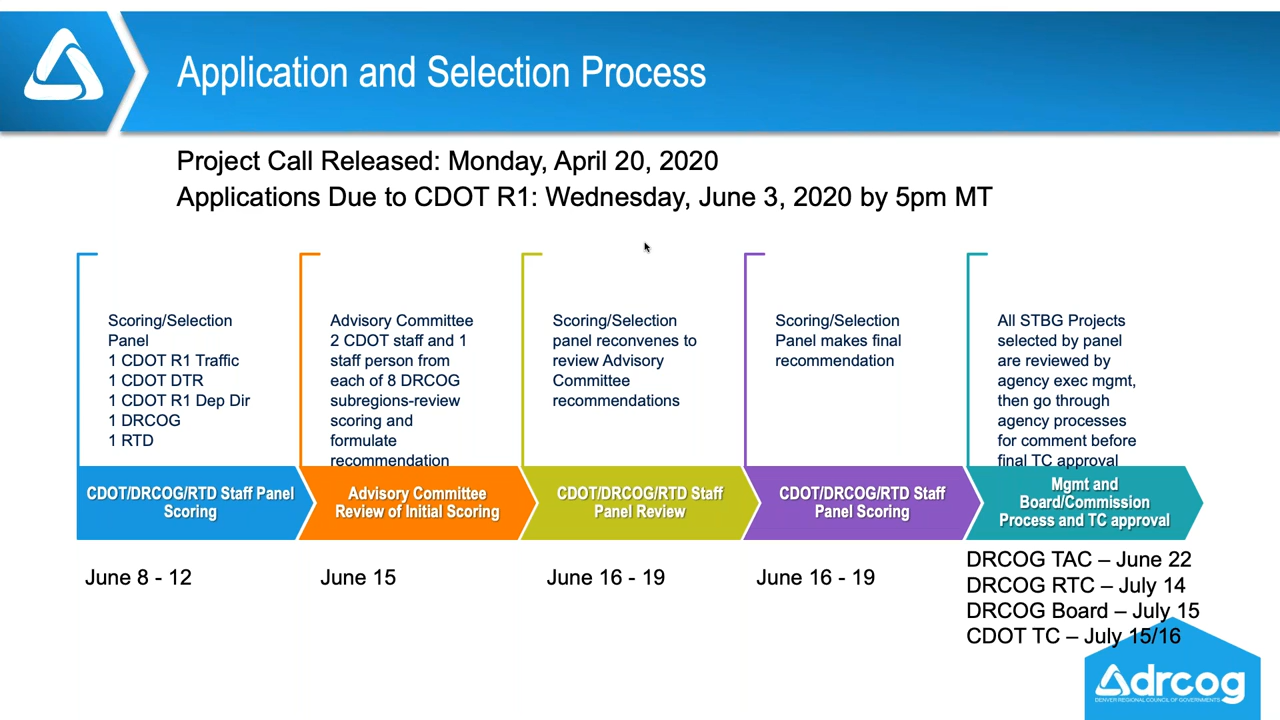 Application and Selection Process
Project Call Released: Monday, April 20, 2020
Applications Due to CDOT R1: Wednesday, June 3, 2020 by 5pm MT
Scoring/Selection
Panel
1 CDOT R1 Traffic
1 CDOT DTR
1 CDOT R1 Dep Dir
1 DRCOG
1 RTD
CDOT/DRCOG/RTD Staff Panel
Scoring
June 8 - 12
Advisory Committee
2 CDOT staff and 1
staff person from
each of 8 DRCOG
subregions-review
scoring and
formulate
recommendation
Advisory Committee
Review of Initial Scoring
June 15
Scoring/Selection
panel reconvenes to
review Advisory
Committee
recommendations
CDOT/DRCOG/RTD Staff
Panel Review
June 16 - 19
Scoring/Selection
Panel makes final
recommendation
CDOT/DRCOG/RTD Staff
Panel Scoring
June 16 - 19
All STBG Projects
selected by panel
are reviewed by
agency exec mgmt,
then go through
agency processes
for comment before
final TC approval
Mgmt and
Board/Commission
Process and TC approval
DRCOG TAC – June 22
DRCOG RTC – July 14
DRCOG Board – July 15
CDOT TC – July 15/16
drcog
DENVER REGIONAL COUNCIL OF GOVERNMENTS